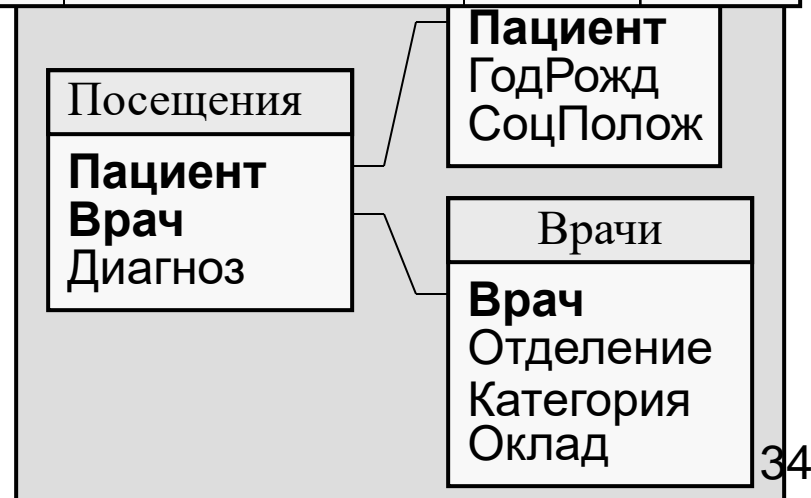 Посещения
Пациент
Врач
Диагноз
Пациент
ГодРожд
СоцПолож
Врачи
Врач
Отделение
Категория
Оклад
34